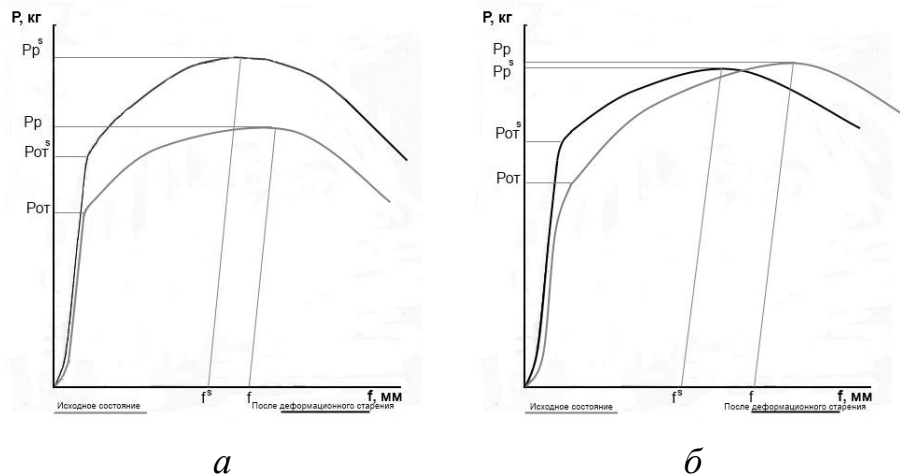 P, кг
Pp^s
Pp
Pот^s
Pот
f^s
f
f, мм
Исходное состояние
После деформационного старения
а
P, кг
Pp
Pp^s
Pот^s
Pот
f^s
f
f, мм
Исходное состояние
После деформационного старения
б